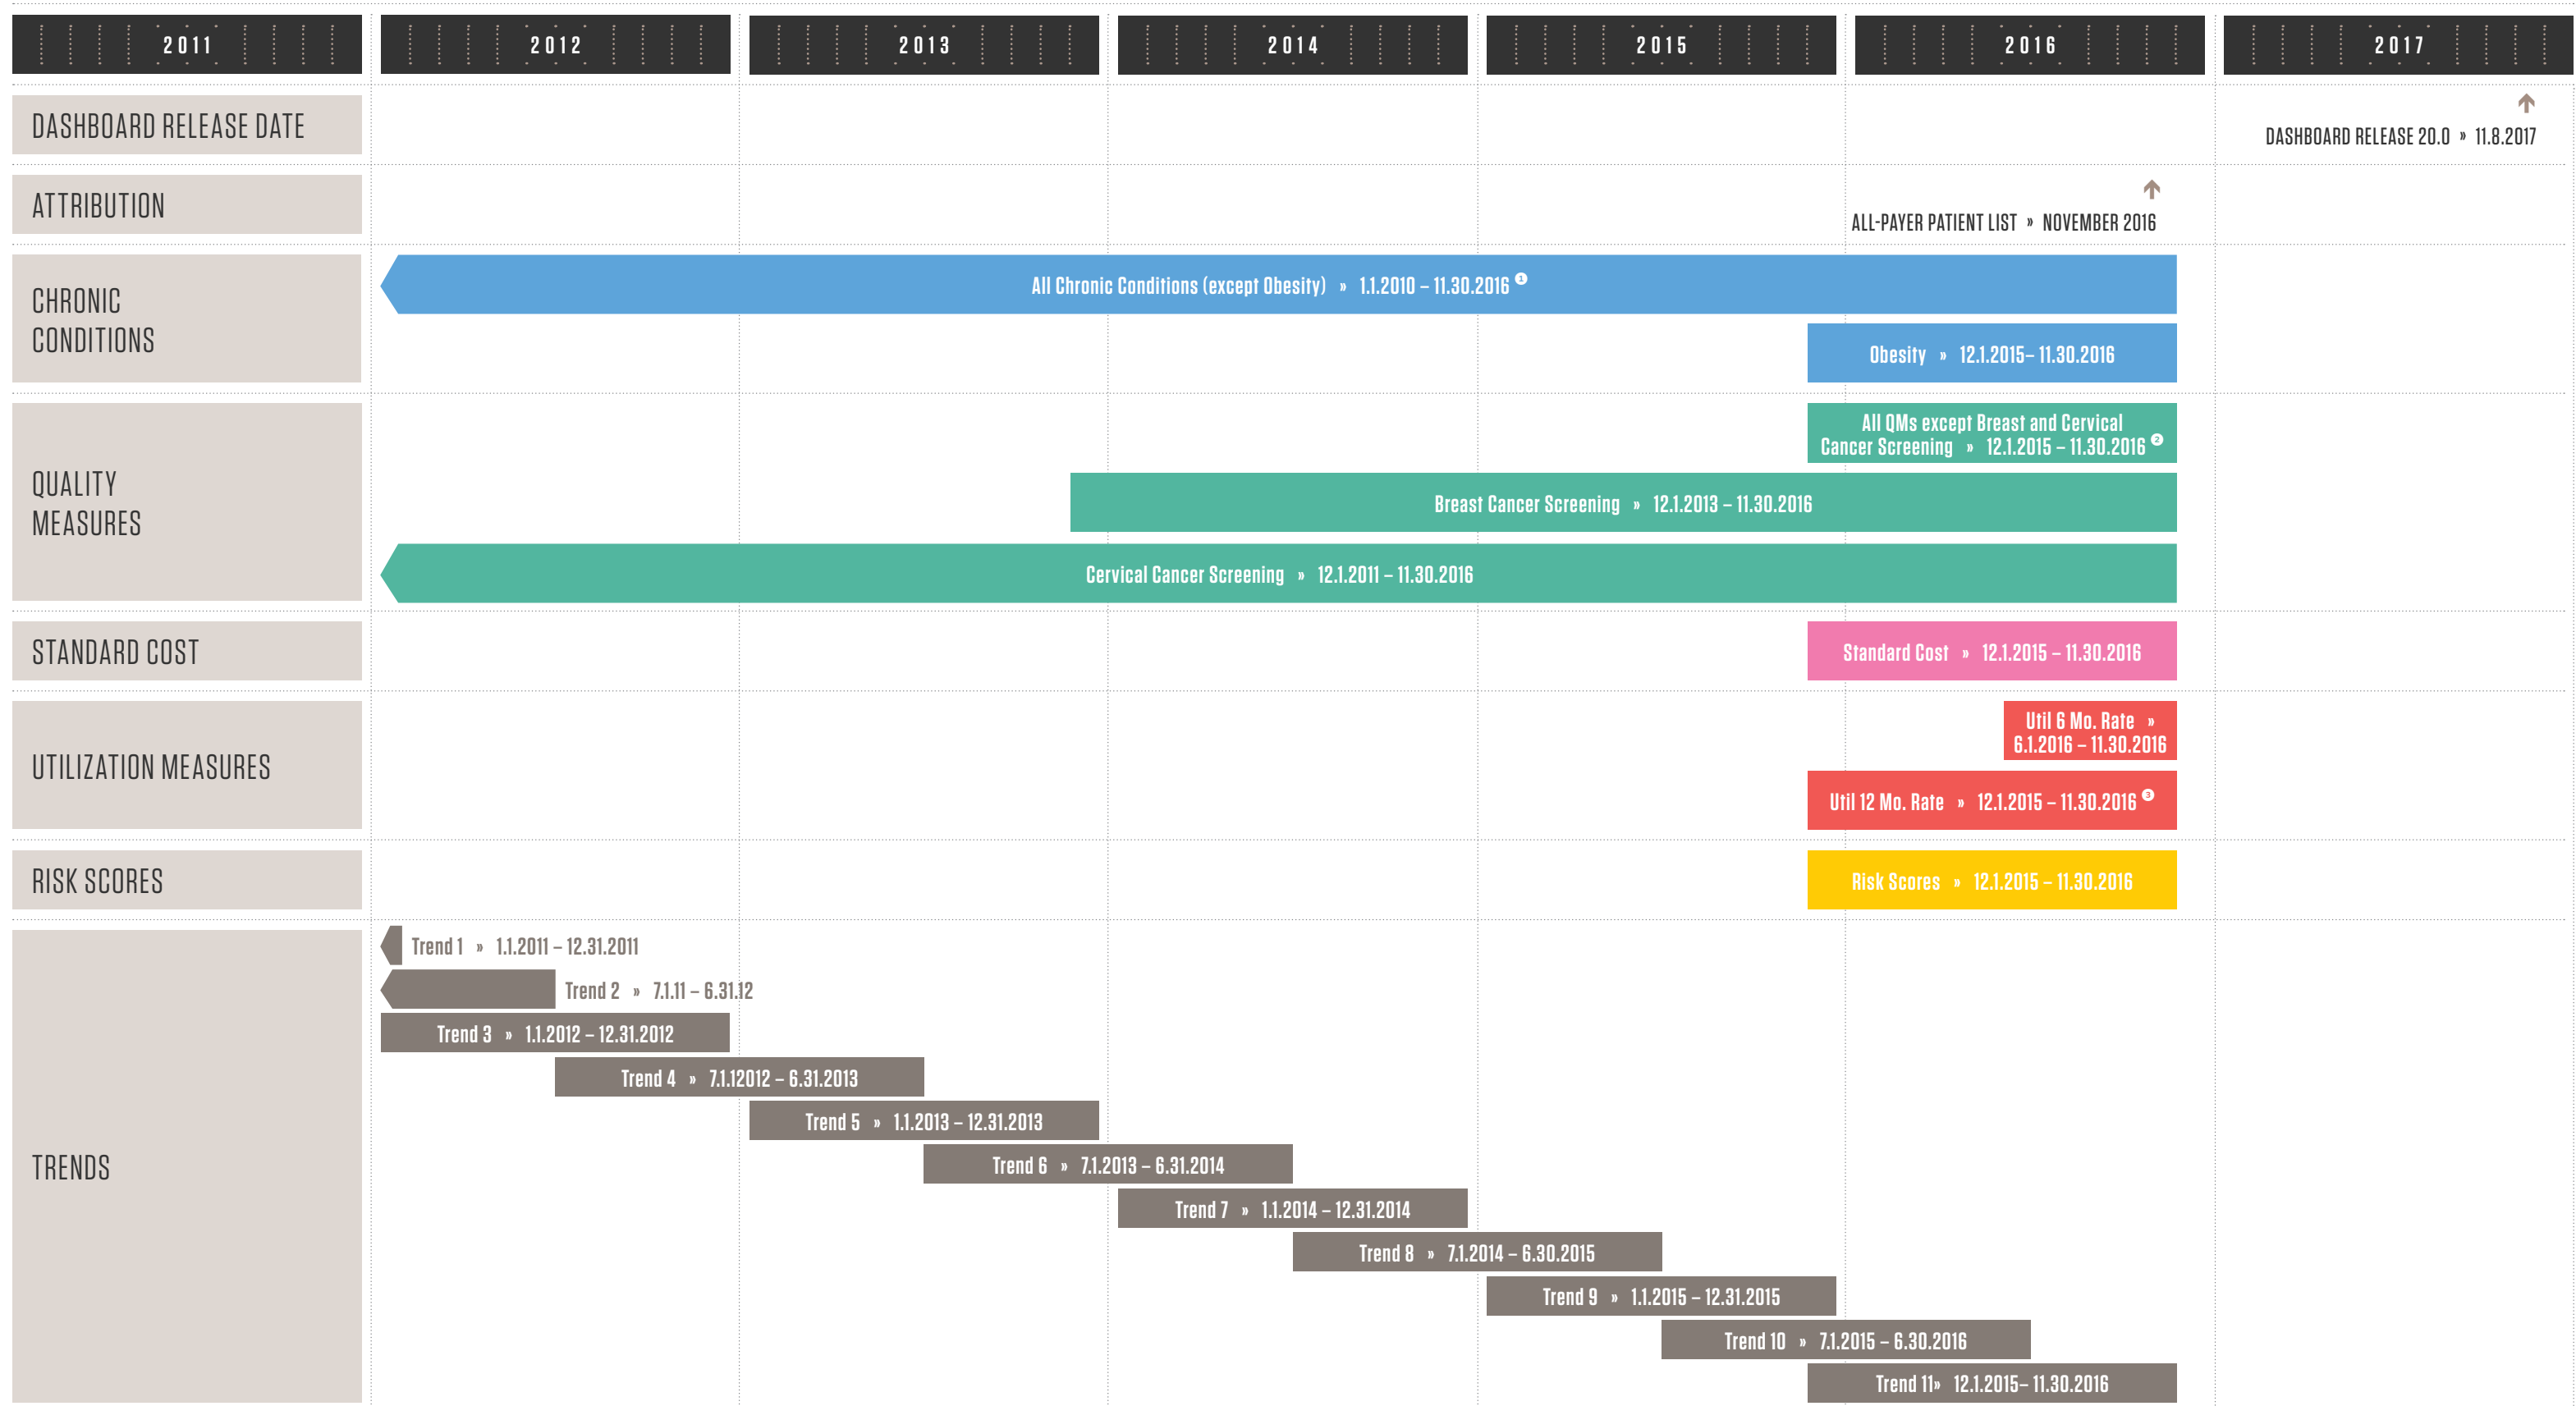 2011 2012 2013 2014 2015 2016 2017
DASHBOARD RELEASE DATE
DASHBOARD RELEASE 20.0 » 11.8.2017
ATTRIBUTION
ALL-PAYER PATIENT LIST » NOVEMBER 2016
CHRONIC
CONDITIONS
All Chronic Conditions (except Obesity) » 1.1.2010 – 11.30.2016 1
Obesity » 12.1.2015– 11.30.2016
QUALITY
MEASURES
All QMs except Breast and Cervical
Cancer Screening » 12.1.2015 – 11.30.2016 2
Breast Cancer Screening » 12.1.2013 – 11.30.2016
Cervical Cancer Screening » 12.1.2011 – 11.30.2016
STANDARD COST
Standard Cost » 12.1.2015 – 11.30.2016
UTILIZATION MEASURES
Util 6 Mo. Rate »
6.1.2016 – 11.30.2016
Util 12 Mo. Rate » 12.1.2015 – 11.30.2016 3
RISK SCORES
Risk Scores » 12.1.2015 – 11.30.2016
TRENDS
Trend 1 » 1.1.2011 – 12.31.2011
Trend 2 » 7.1.11 – 6.31.12
Trend 3 » 1.1.2012 – 12.31.2012
Trend 4 » 7.1.12012 – 6.31.2013
Trend 5 » 1.1.2013 – 12.31.2013
Trend 6 » 7.1.2013 – 6.31.2014
Trend 7 » 1.1.2014 – 12.31.2014
Trend 8 » 7.1.2014 – 6.30.2015
Trend 9 » 1.1.2015 – 12.31.2015
Trend 10 » 7.1.2015 – 6.30.2016
Trend 11» 12.1.2015– 11.30.2016